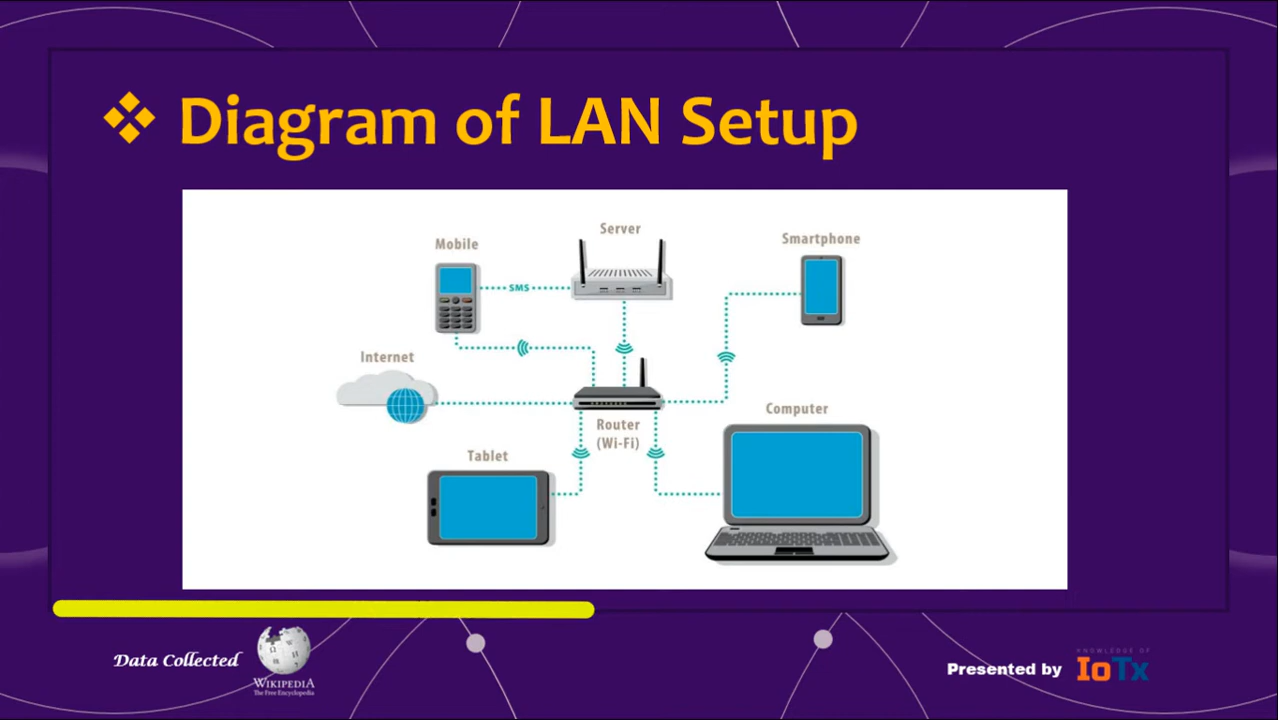 Diagram of LAN Setup
Server
Smartphone
Mobile
SMS
Internet
Computer
Router
(Wi-Fi)
Tablet
Data Collected
WIKIPEDIA
The Free Encyclopedia
Presented by
KNOWLEDGE OF
IoTx